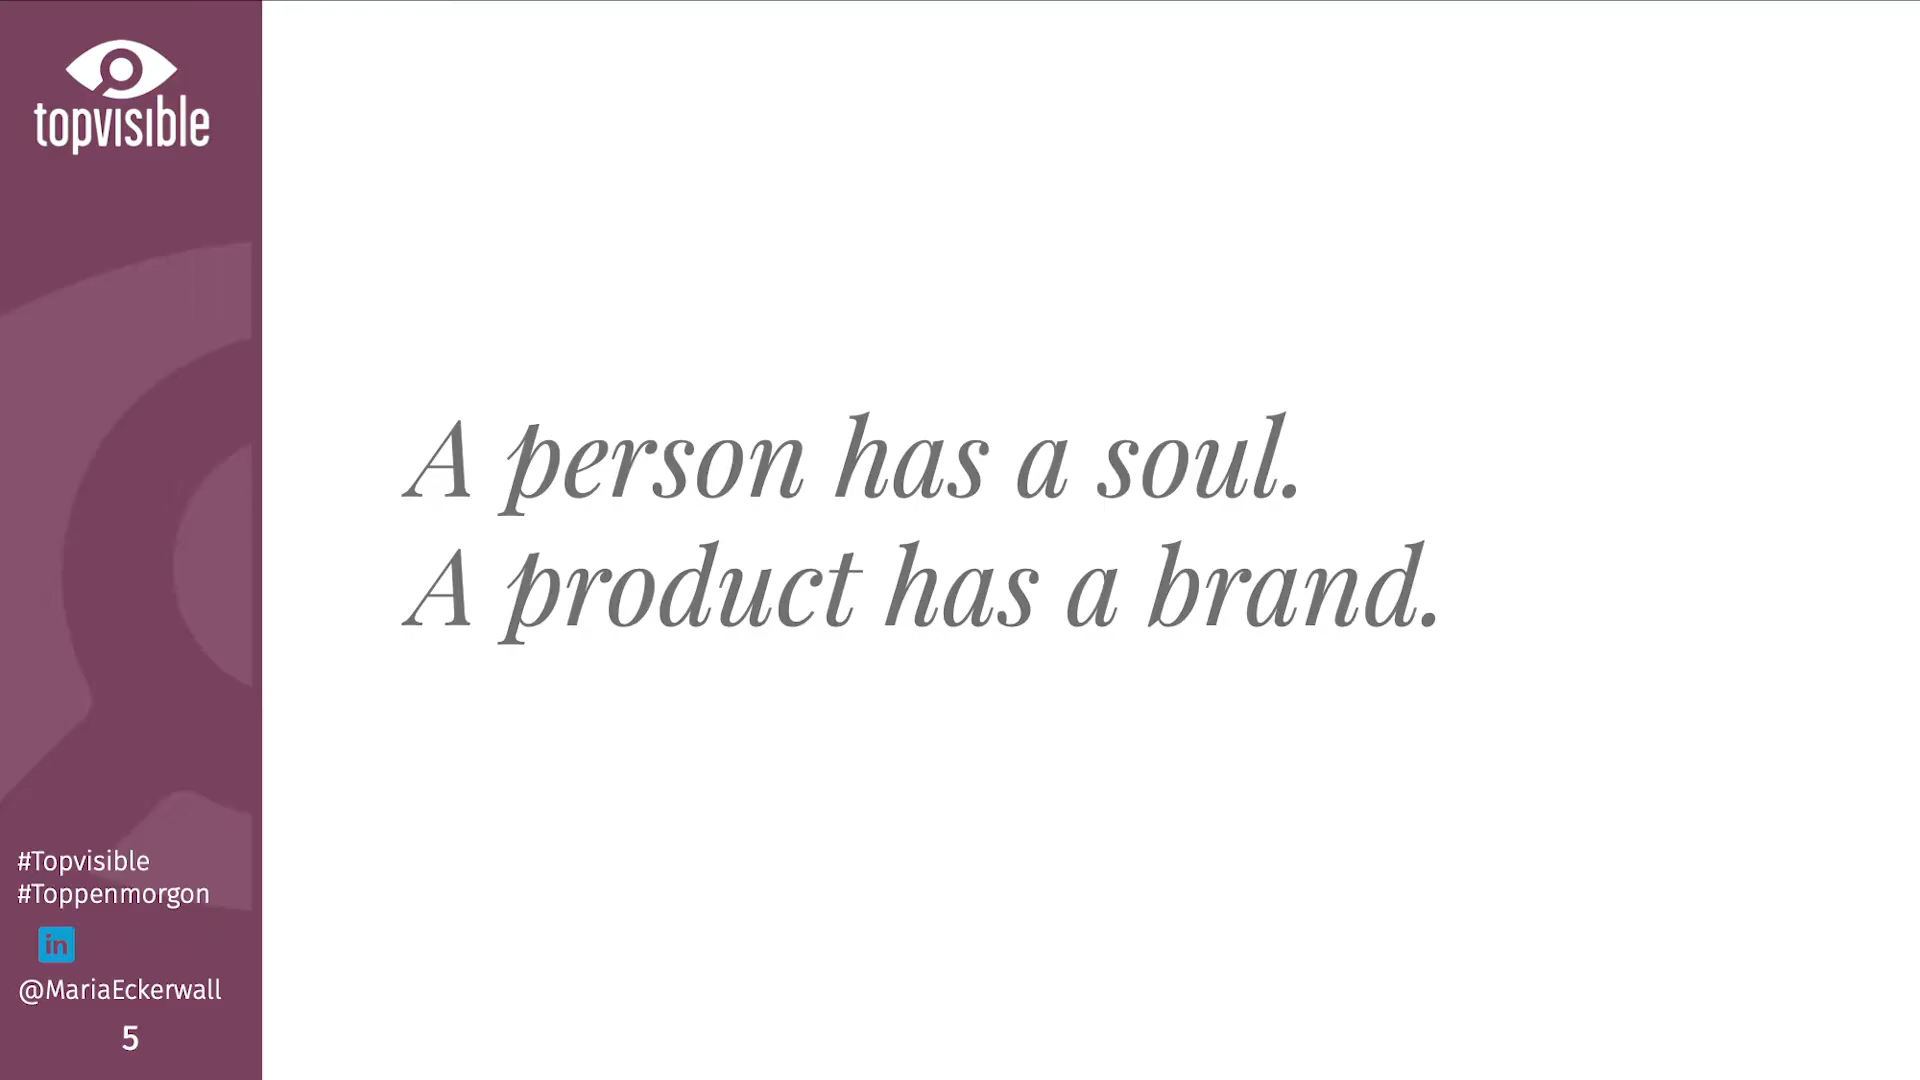 topvisible
A person has a soul.
A product has a brand.
#Topvisible
#Toppenmorgon
in
@MariaEckerwall
5